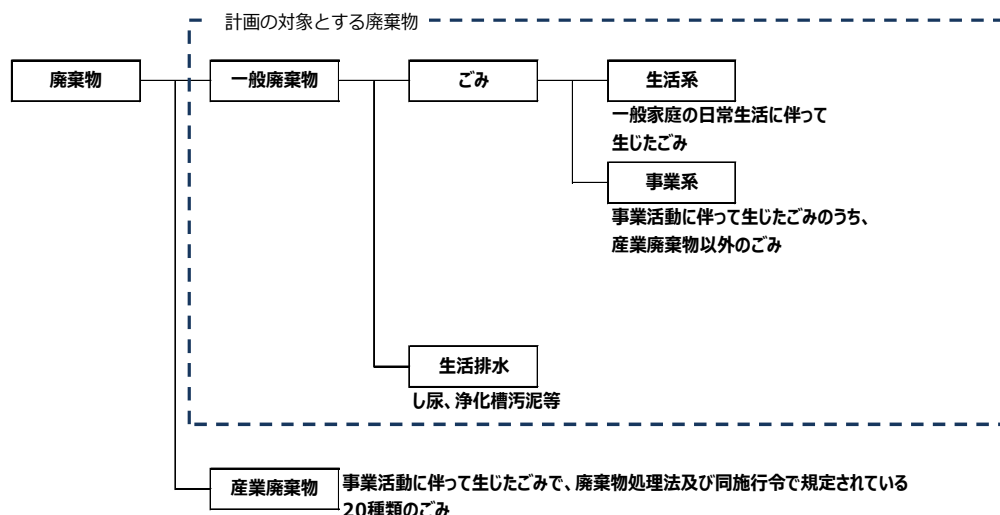 計画の対象とする廃棄物
廃棄物
一般廃棄物
ごみ
生活系
一般家庭の日常生活に伴って
生じたごみ
事業系
事業活動に伴って生じたごみのうち、
産業廃棄物以外のごみ
生活排水
し尿、浄化槽汚泥等
産業廃棄物
事業活動に伴って生じたごみで、廃棄物処理法及び同施行令で規定されている
20種類のごみ